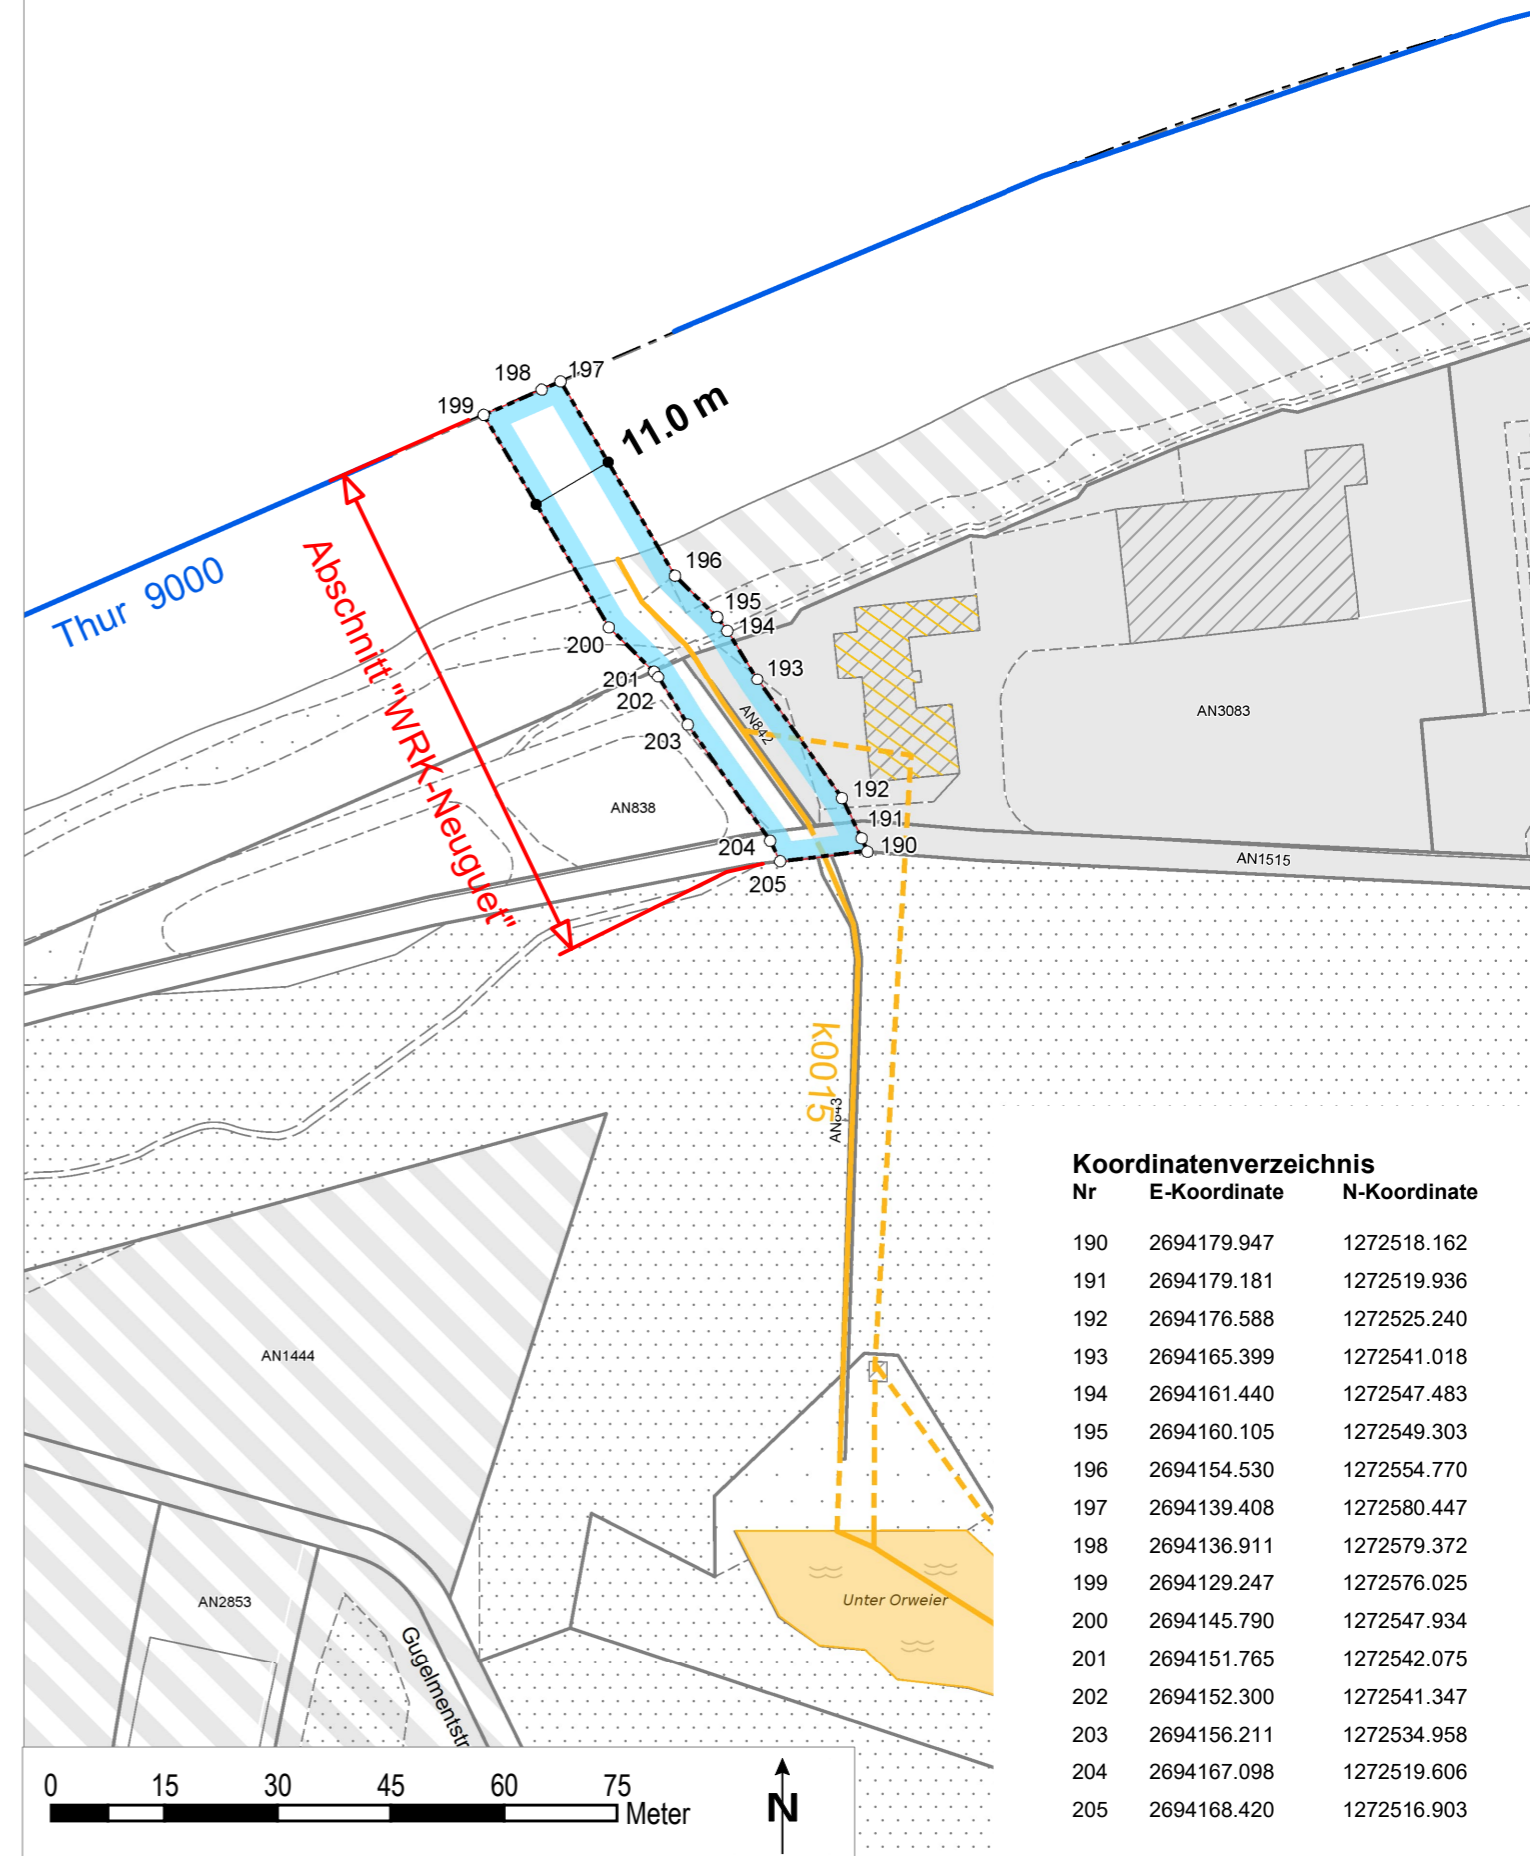 197
198
199
11.0 m
Thur 9000
Abschnitt "WRK-Neuguet"
196
195
194
200
201
193
202
AN842
203
AN3083
192
AN838
191
204
190
AN1515
205
k0015
AN843
AN1444
Unter Orweier
AN2853
Gugelmentstr
0 15 30 45 60 75
Meter
N
Koordinatenverzeichnis
Nr E-Koordinate N-Koordinate
190 2694179.947 1272518.162
191 2694179.181 1272519.936
192 2694176.588 1272525.240
193 2694165.399 1272541.018
194 2694161.440 1272547.483
195 2694160.105 1272549.303
196 2694154.530 1272554.770
197 2694139.408 1272580.447
198 2694136.911 1272579.372
199 2694129.247 1272576.025
200 2694145.790 1272547.934
201 2694151.765 1272542.075
202 2694152.300 1272541.347
203 2694156.211 1272534.958
204 2694167.098 1272519.606
205 2694168.420 1272516.903